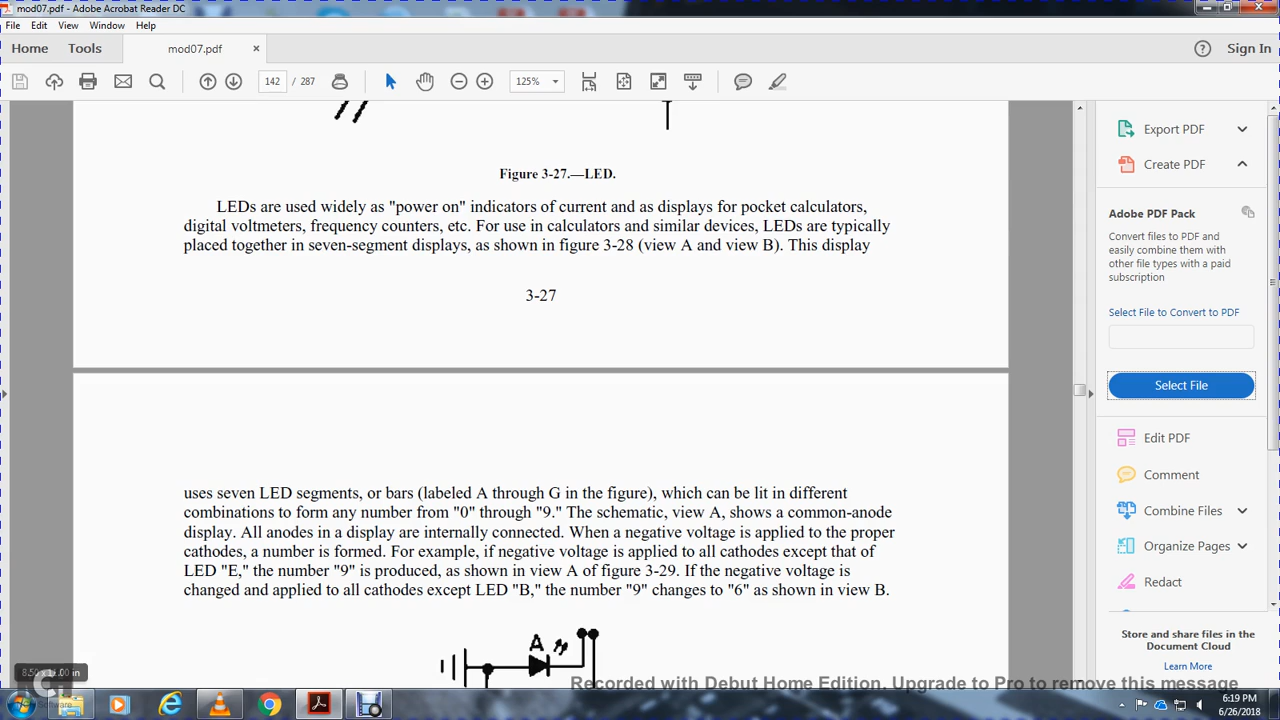 mod07.pdf - Adobe Acrobat Reader DC
File Edit View Window Help
Home Tools mod07.pdf × Sign In
142 / 287 125%
Figure 3-27.—LED.
LEDs are used widely as "power on" indicators of current and as displays for pocket calculators,
digital voltmeters, frequency counters, etc. For use in calculators and similar devices, LEDs are typically
placed together in seven-segment displays, as shown in figure 3-28 (view A and view B). This display
3-27
uses seven LED segments, or bars (labeled A through G in the figure), which can be lit in different
combinations to form any number from "0" through "9." The schematic, view A, shows a common-anode
display. All anodes in a display are internally connected. When a negative voltage is applied to the proper
cathodes, a number is formed. For example, if negative voltage is applied to all cathodes except that of
LED "E," the number "9" is produced, as shown in view A of figure 3-29. If the negative voltage is
changed and applied to all cathodes except LED "B," the number "9" changes to "6" as shown in view B.
A
Export PDF
Create PDF
Adobe PDF Pack
Convert files to PDF and
easily combine them with
other file types with a paid
subscription
Select File to Convert to PDF
Select File
Edit PDF
Comment
Combine Files
Organize Pages
Redact
Store and share files in the
Document Cloud
Learn More
8.50 x 11.00 in
Recorded with Debut Home Edition. Upgrade to Pro to remove this message
6:19 PM
6/26/2018